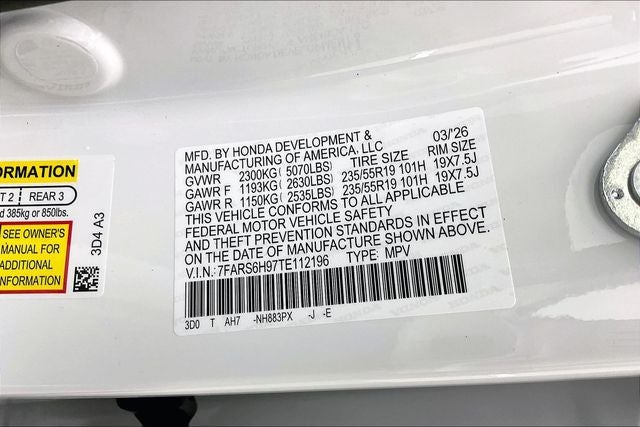 MFD. BY HONDA DEVELOPMENT & 03/'26
MANUFACTURING OF AMERICA, LLC
TIRE SIZE RIM SIZE
GVWR 2300KG(5070LBS)
GAWR F 1193KG(2630LBS) 235/55R19 101H 19X7.5J
GAWR R 1150KG(2535LBS) 235/55R19 101H 19X7.5J
THIS VEHICLE CONFORMS TO ALL APPLICABLE
FEDERAL MOTOR VEHICLE SAFETY
AND THEFT PREVENTION STANDARDS IN EFFECT
ON THE DATE OF MANUFACTURE SHOWN ABOVE.
V.I.N.: 7FARS6H97TE112196 TYPE: MPV
3D0 T AH7 -NH883PX -J -E
ORMATION
T 2 REAR 3
d 385kg or 850lbs.
SEE OWNER'S
MANUAL FOR
ADDITIONAL
INFORMATION
3D4 A3